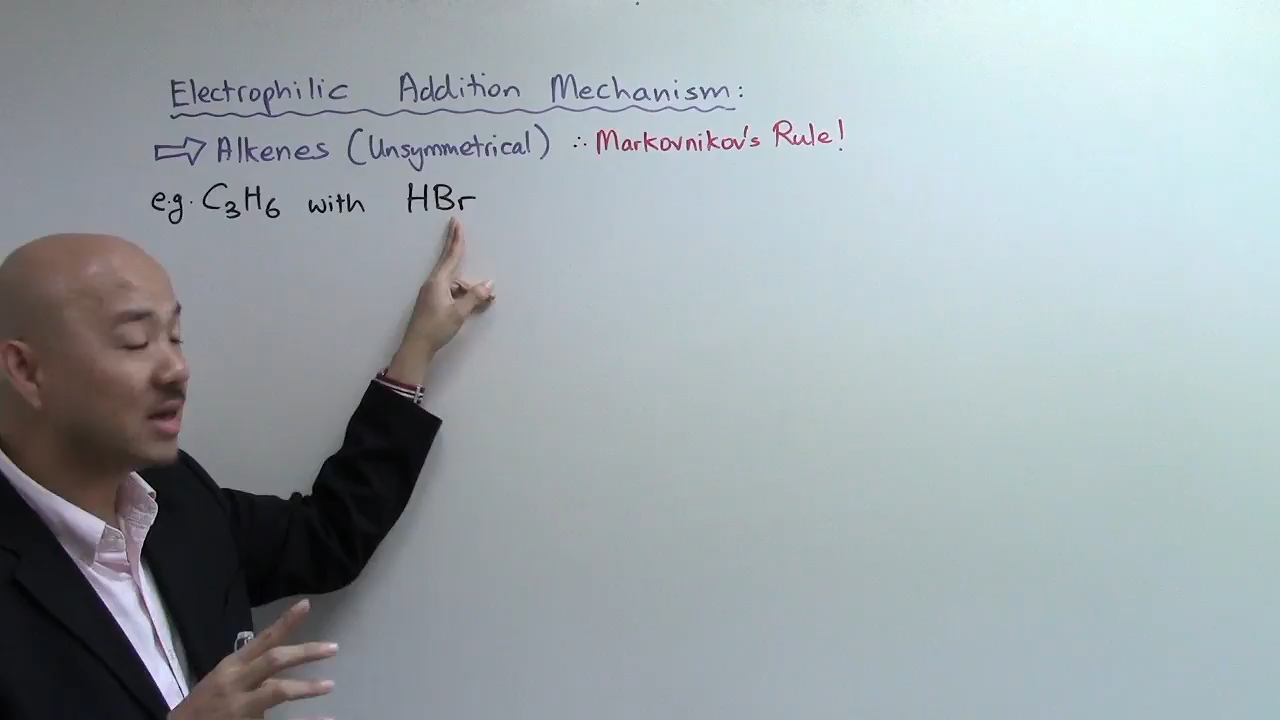 Electrophilic Addition Mechanism:
⇨ Alkenes (Unsymmetrical) ∴ Markovnikov's Rule!
e.g. C₃H₆ with HBr